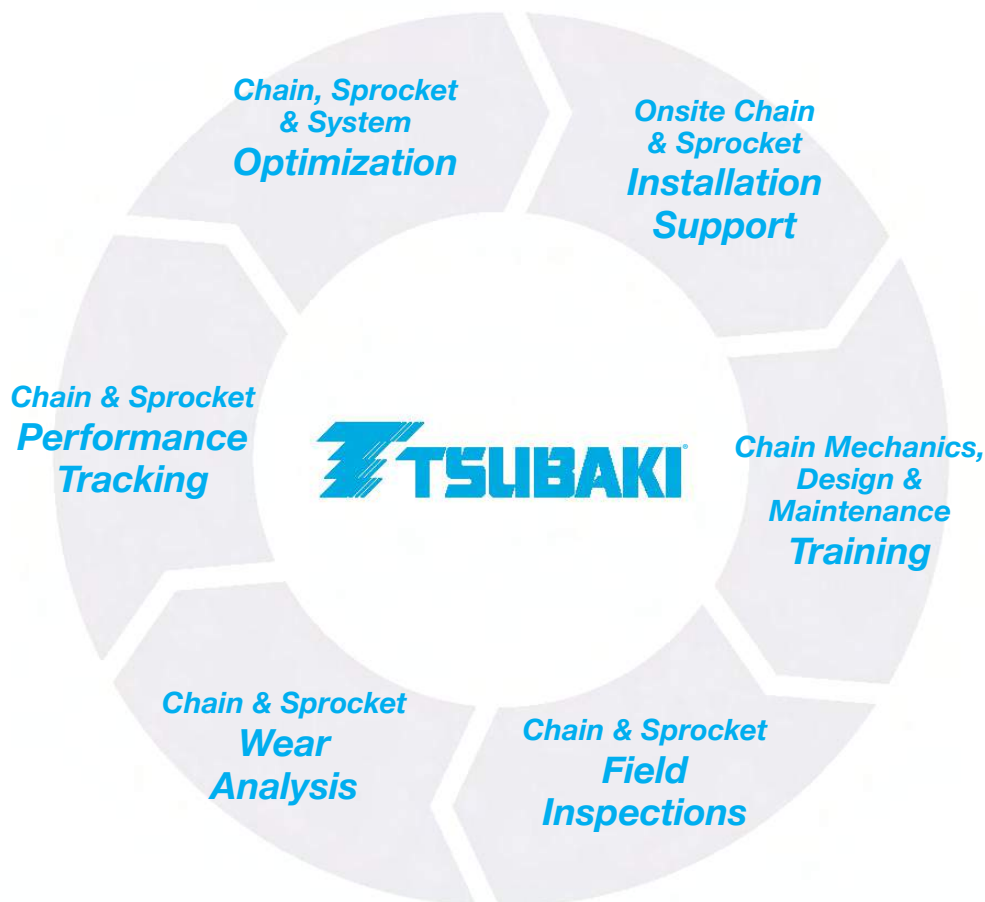 Chain, Sprocket
& System
Optimization
Onsite Chain
& Sprocket
Installation
Support
Chain Mechanics,
Design &
Maintenance
Training
Chain & Sprocket
Field
Inspections
Chain & Sprocket
Wear
Analysis
Chain & Sprocket
Performance
Tracking
TSUBAKI